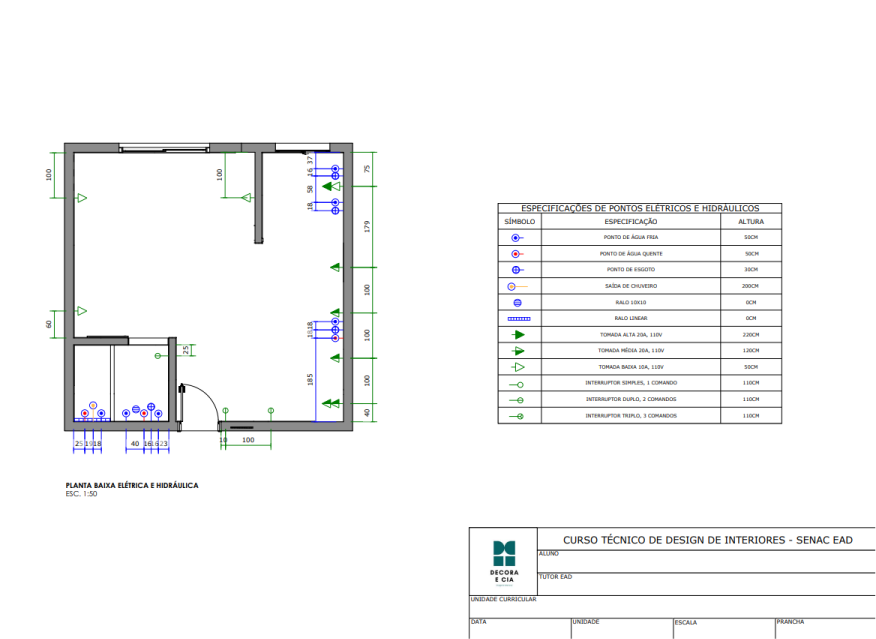 37
16
58
18
100
100
75
179
100
100
100
40
18
18
185
60
25
25 19 18
40 16 16 23
10 100
PLANTA BAIXA ELÉTRICA E HIDRÁULICA
ESC. 1:50
ESPECIFICAÇÕES DE PONTOS ELÉTRICOS E HIDRÁULICOS
SÍMBOLO ESPECIFICAÇÃO ALTURA
PONTO DE ÁGUA FRIA 50CM
PONTO DE ÁGUA QUENTE 50CM
PONTO DE ESGOTO 30CM
SAÍDA DE CHUVEIRO 200CM
RALO 10X10 0CM
RALO LINEAR 0CM
TOMADA ALTA 20A, 110V 220CM
TOMADA MÉDIA 20A, 110V 120CM
TOMADA BAIXA 10A, 110V 50CM
INTERRUPTOR SIMPLES, 1 COMANDO 110CM
INTERRUPTOR DUPLO, 2 COMANDOS 110CM
INTERRUPTOR TRIPLO, 3 COMANDOS 110CM
DECORA
E CIA
CURSO TÉCNICO DE DESIGN DE INTERIORES - SENAC EAD
ALUNO
TUTOR EAD
UNIDADE CURRICULAR
DATA UNIDADE ESCALA PRANCHA